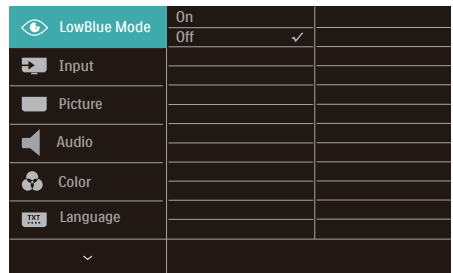 LowBlue Mode
On
Off
Input
Picture
Audio
Color
TXT
Language